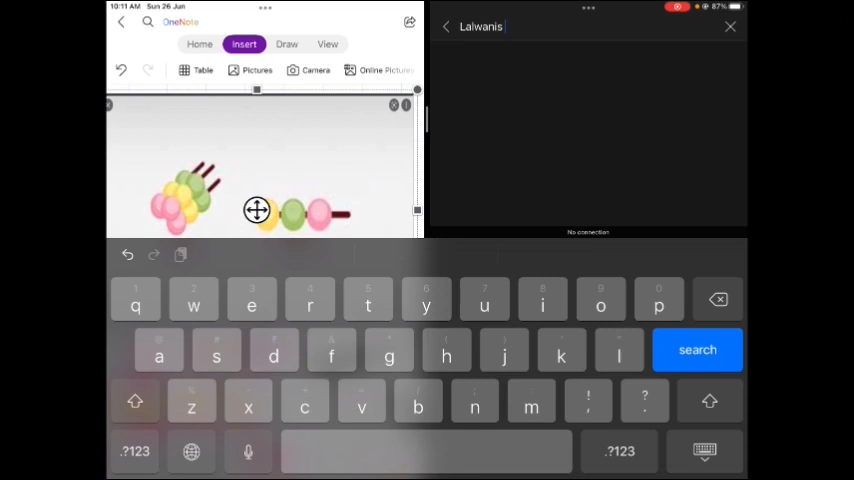 10:11 AM Sun 26 Jun
87%
OneNote
Home Insert Draw View
Table Pictures Camera Online Pictures
Lalwanis
No connection
1 2 3 4 5 6 7 8 9 0
q w e r t y u i o p
@ # $ & * ( ) ' "
a s d f g h j k l search
% - + = / ; : ! ?
z x c v b n m , .
.?123 .?123